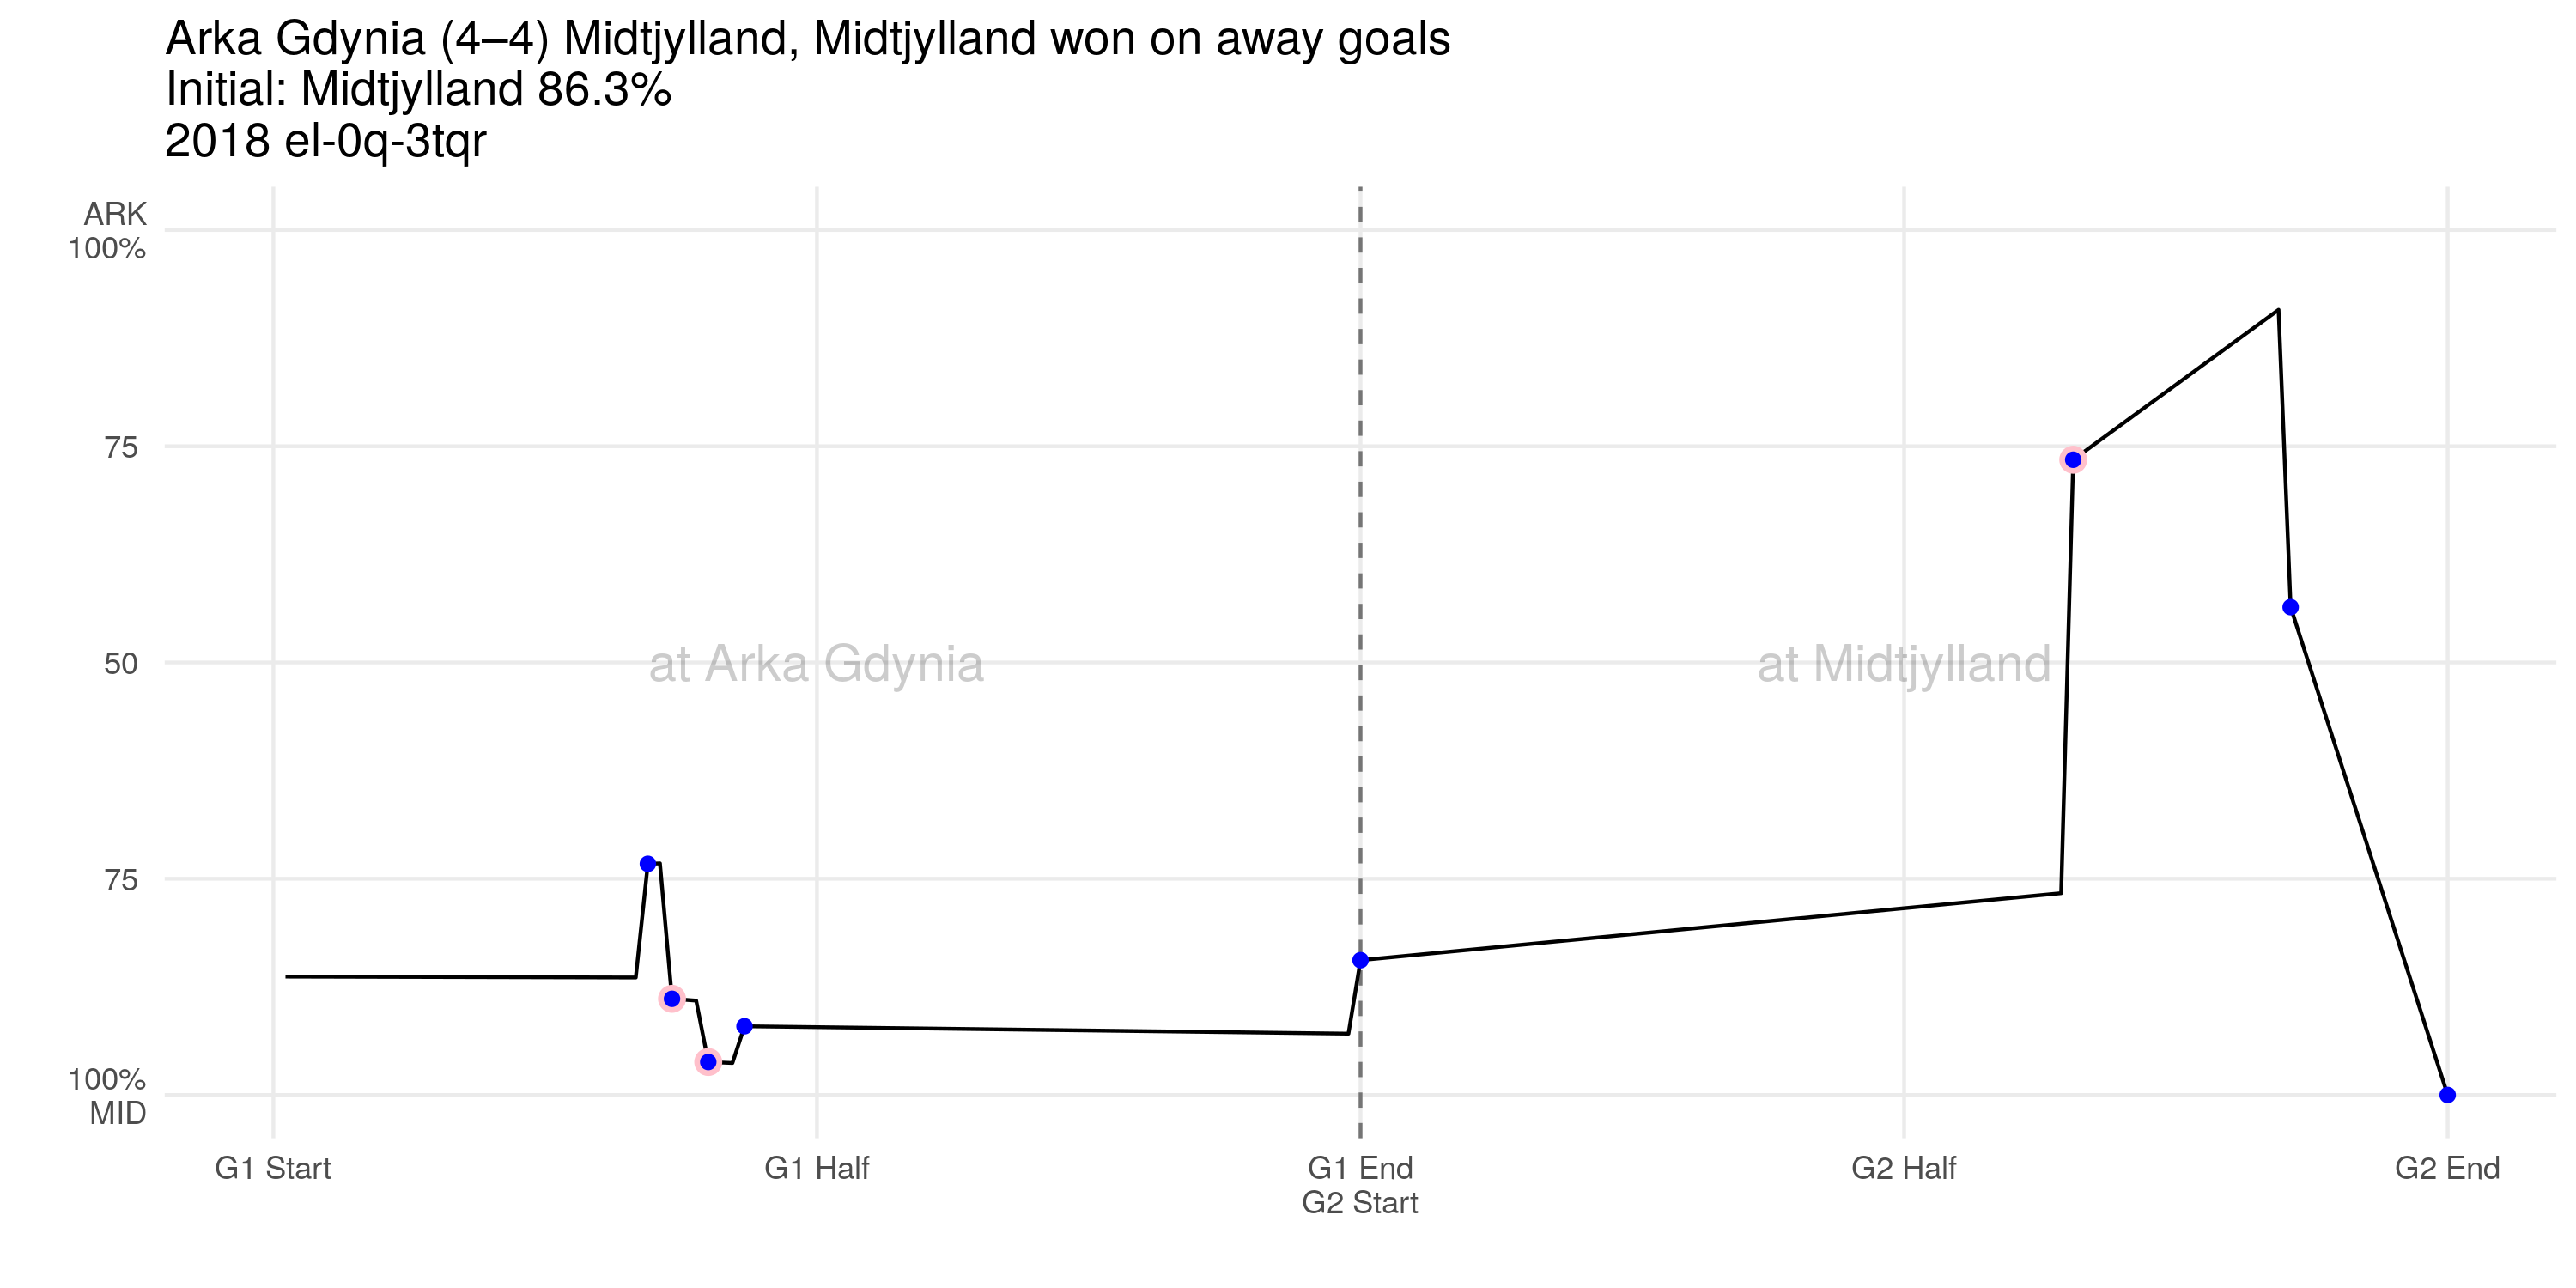 Arka Gdynia (4–4) Midtjylland, Midtjylland won on away goals
Initial: Midtjylland 86.3%
2018 el-0q-3tqr
ARK
100%
75
50
75
100%
MID
at Arka Gdynia
at Midtjylland
G1 Start
G1 Half
G1 End
G2 Start
G2 Half
G2 End